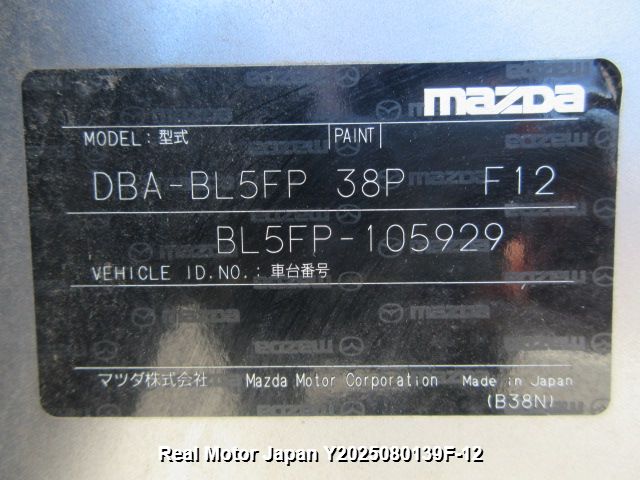 mazda
MODEL: 型式 PAINT
DBA-BL5FP 38P F12
BL5FP-105929
VEHICLE ID.NO.: 車台番号
マツダ株式会社 Mazda Motor Corporation Made in Japan
(B38N)
Real Motor Japan Y2025080139F-12